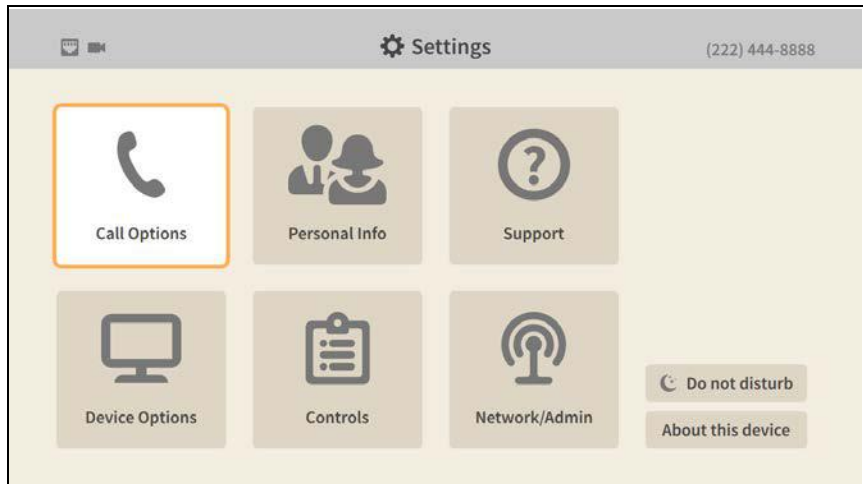 Settings
(222) 444-8888
Call Options
Personal Info
Support
Device Options
Controls
Network/Admin
Do not disturb
About this device